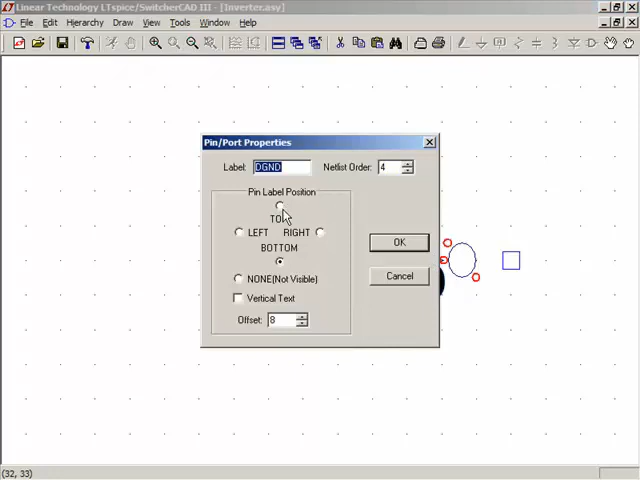 Linear Technology LTspice/SwitcherCAD III - [Inverter.asy]
File Edit Hierarchy Draw View Tools Window Help
Pin/Port Properties
Label: DGND Netlist Order: 4
Pin Label Position
TOP
LEFT RIGHT
BOTTOM
NONE(Not Visible)
Vertical Text
Offset: 8
OK
Cancel
(32, 33)